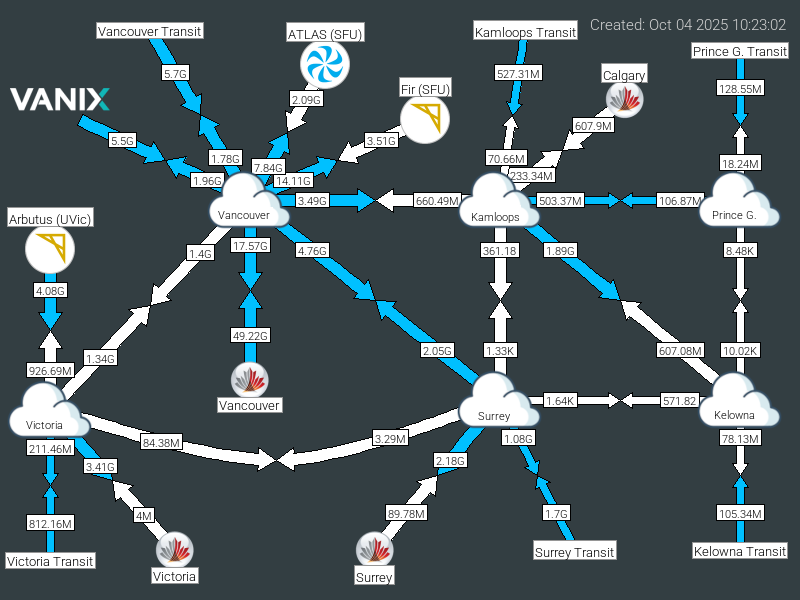 Created: Oct 04 2025 10:23:02
Vancouver Transit
ATLAS (SFU)
Kamloops Transit
Prince G. Transit
5.7G
527.31M
Calgary
128.55M
VANIX
2.09G
Fir (SFU)
607.9M
5.5G
3.51G
1.78G
7.84G
70.66M
18.24M
1.96G
14.11G
233.34M
3.49G
660.49M
503.37M
106.87M
Vancouver
Kamloops
Prince G.
Arbutus (UVic)
1.4G
17.57G
4.76G
361.18
1.89G
8.48K
4.08G
49.22G
1.34G
2.05G
1.33K
607.08M
10.02K
926.69M
Vancouver
1.64K
571.82
Victoria
Surrey
Kelowna
211.46M
84.38M
3.29M
1.08G
78.13M
3.41G
2.18G
812.16M
4M
89.78M
1.7G
105.34M
Victoria Transit
Victoria
Surrey
Surrey Transit
Kelowna Transit